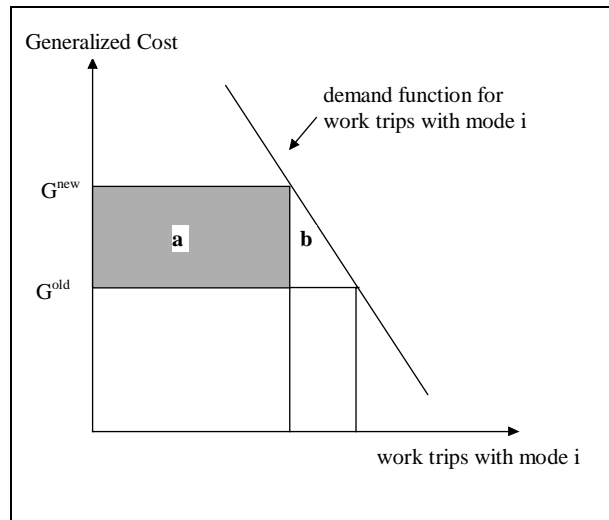 Generalized Cost
demand function for
work trips with mode i
G^new
a
b
G^old
work trips with mode i